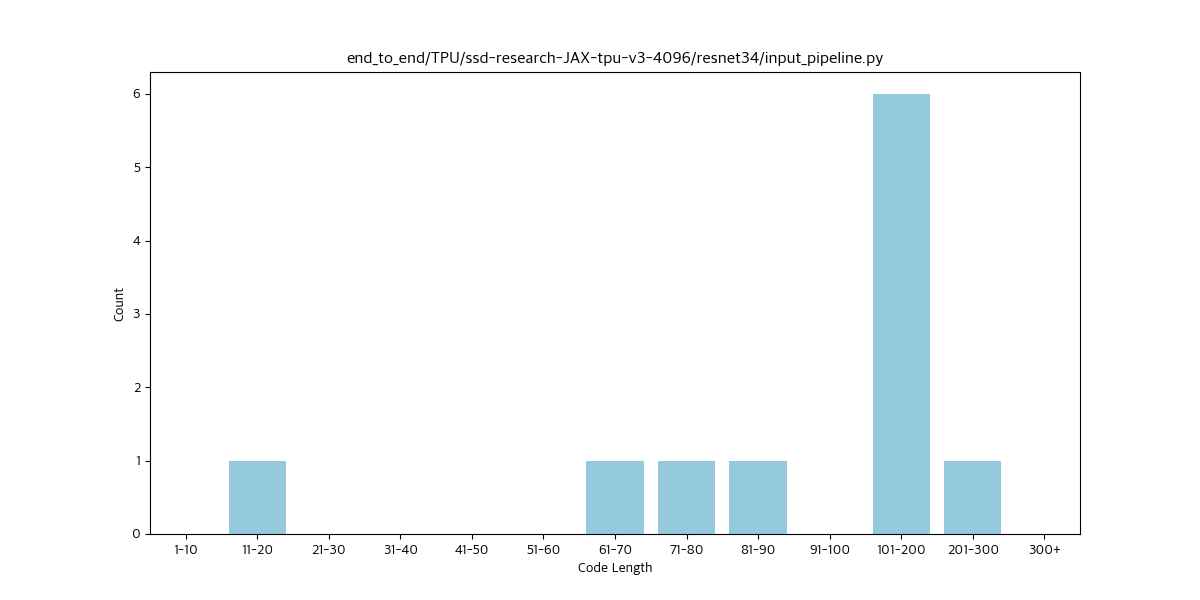 end_to_end/TPU/ssd-research-JAX-tpu-v3-4096/resnet34/input_pipeline.py
6
5
4
3
2
1
0
Count
1-10 11-20 21-30 31-40 41-50 51-60 61-70 71-80 81-90 91-100 101-200 201-300 300+
Code Length